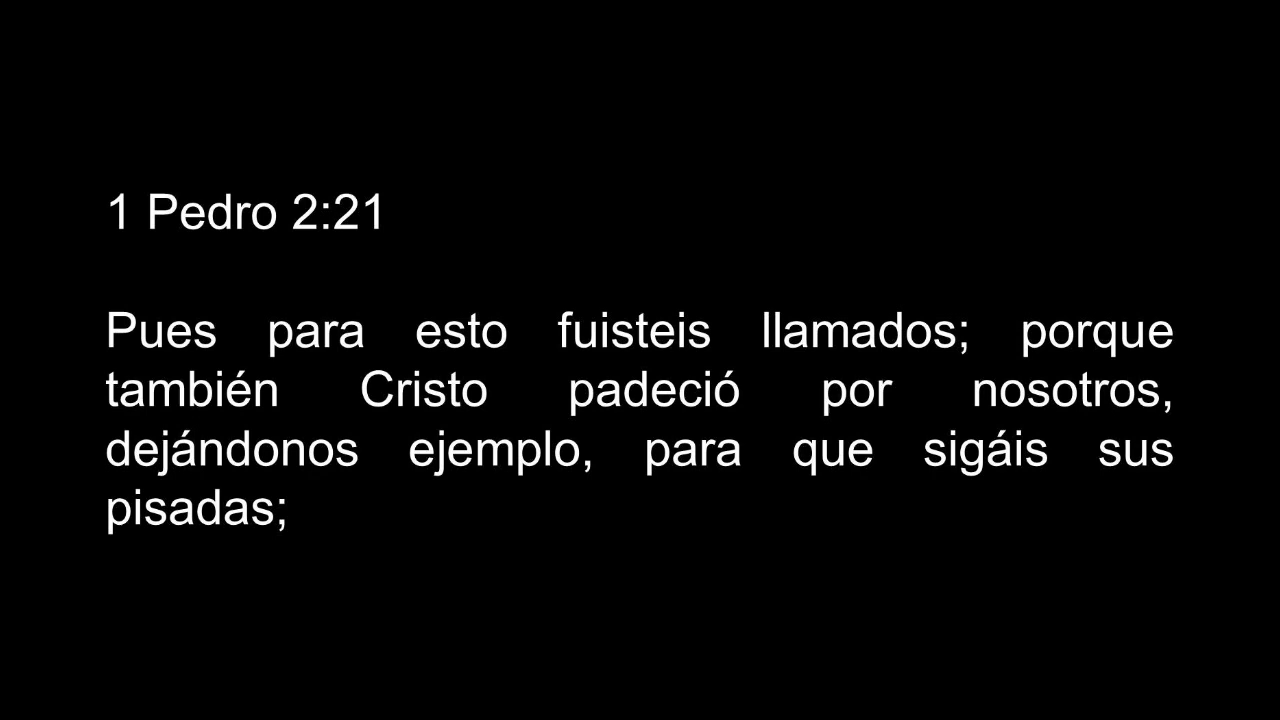 1 Pedro 2:21
Pues para esto fuisteis llamados; porque
también Cristo padeció por nosotros,
dejándonos ejemplo, para que sigáis sus
pisadas;